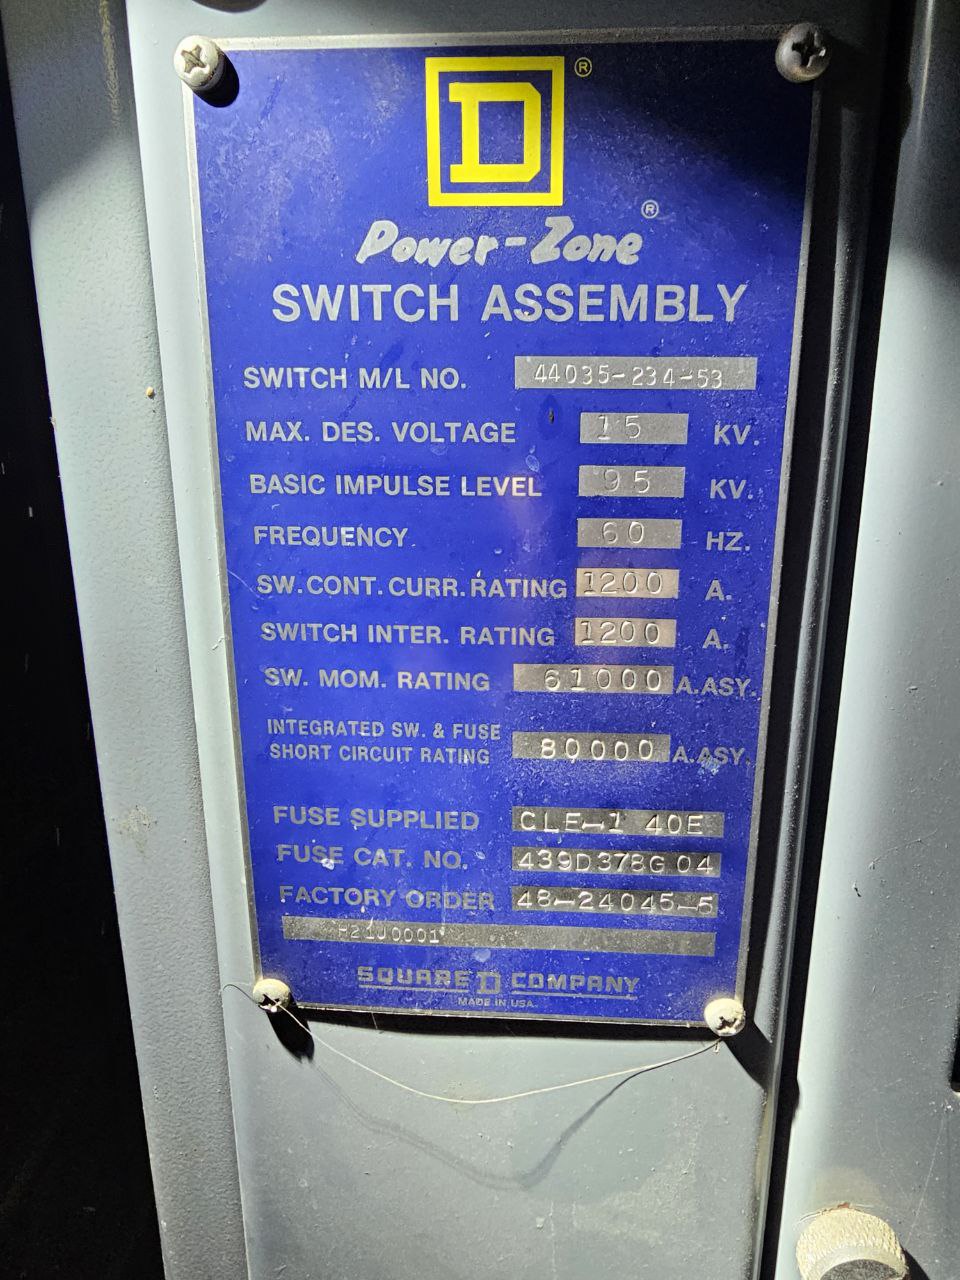 D ®
Power-Zone ®
SWITCH ASSEMBLY
SWITCH M/L NO. 44035-234-53
MAX. DES. VOLTAGE 15 KV.
BASIC IMPULSE LEVEL 95 KV.
FREQUENCY 60 HZ.
SW. CONT. CURR. RATING 1200 A.
SWITCH INTER. RATING 1200 A.
SW. MOM. RATING 61000 A.ASY.
INTEGRATED SW. & FUSE
SHORT CIRCUIT RATING 80000 A.ASY.
FUSE SUPPLIED CLE-1 40E
FUSE CAT. NO. 439D378G04
FACTORY ORDER 48-24045-5
SQUARE D COMPANY
MADE IN USA